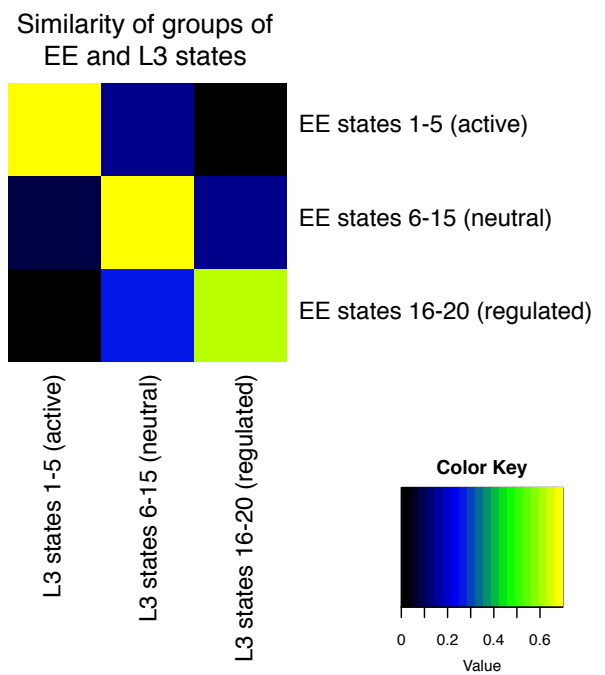 Similarity of groups of
EE and L3 states
EE states 1-5 (active)
EE states 6-15 (neutral)
EE states 16-20 (regulated)
L3 states 1-5 (active)
L3 states 6-15 (neutral)
L3 states 16-20 (regulated)
Color Key
0 0.2 0.4 0.6
Value